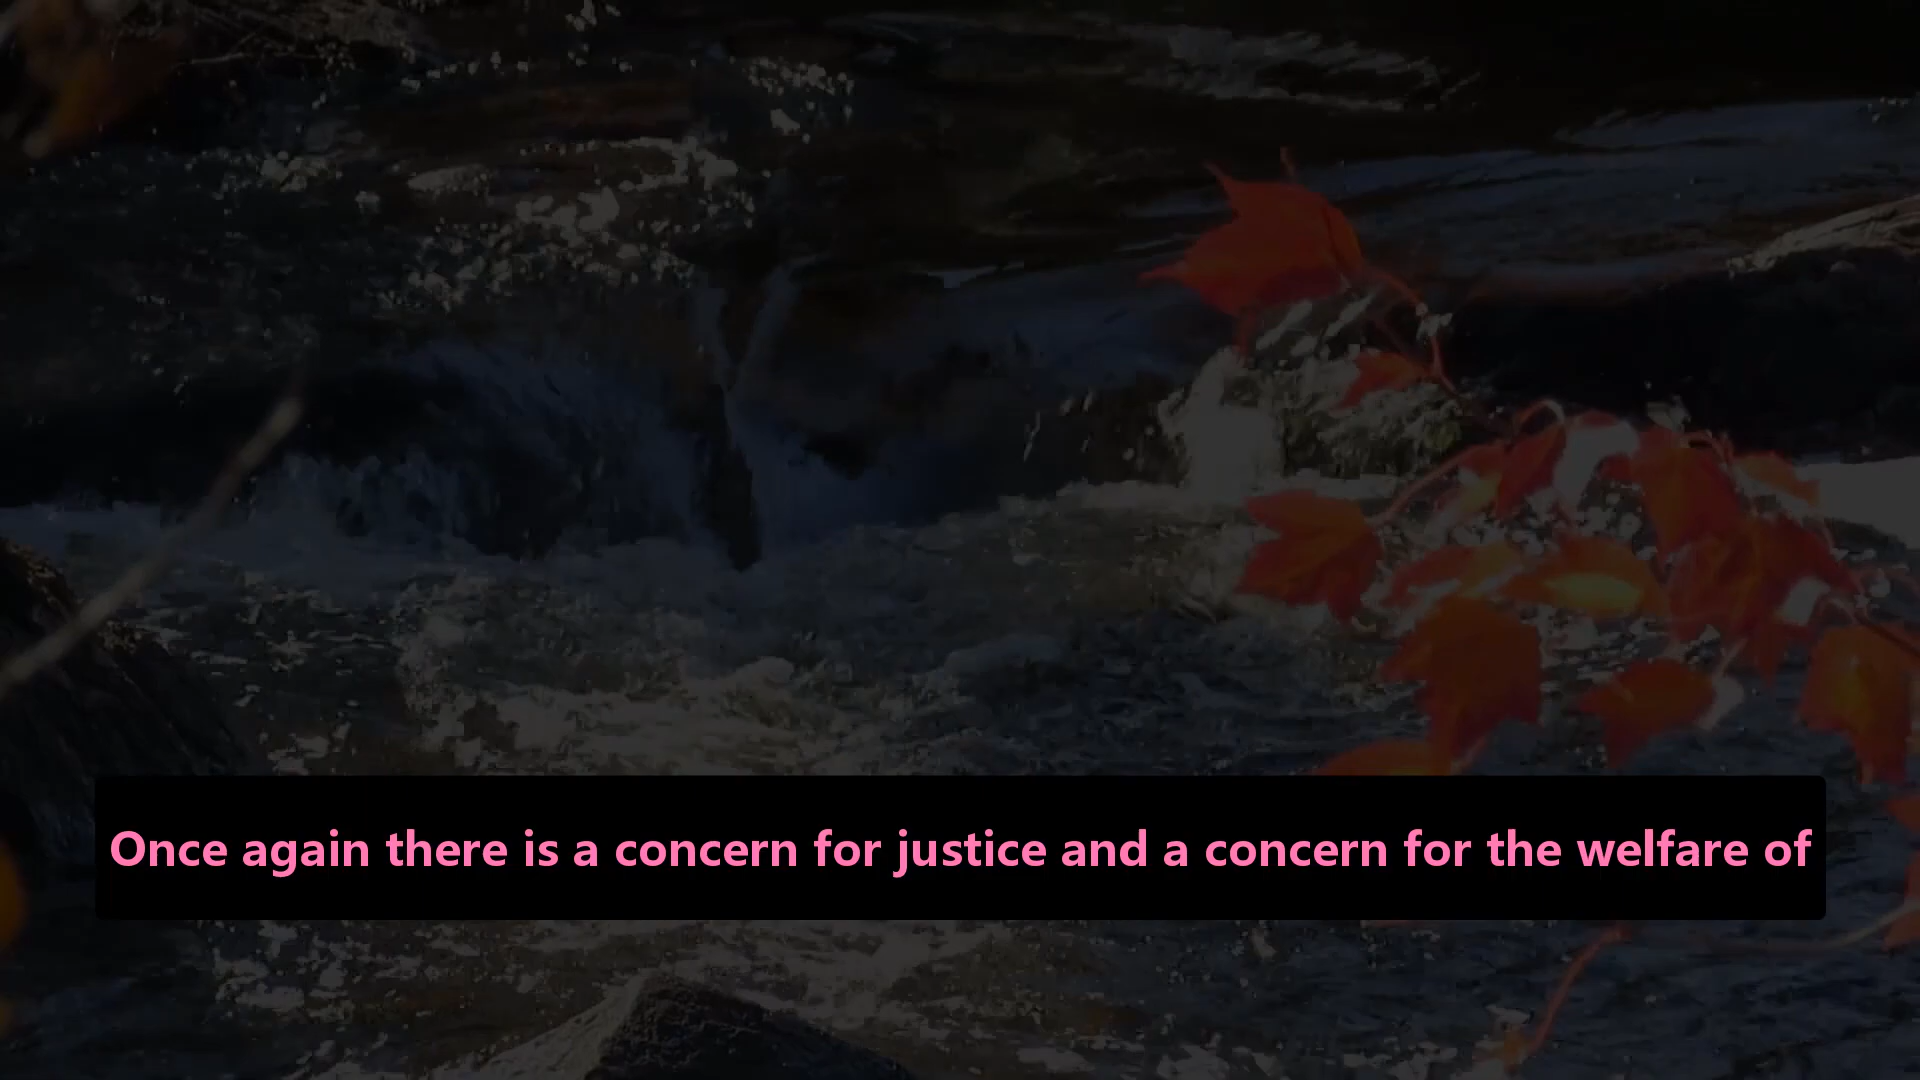 Once again there is a concern for justice and a concern for the welfare of